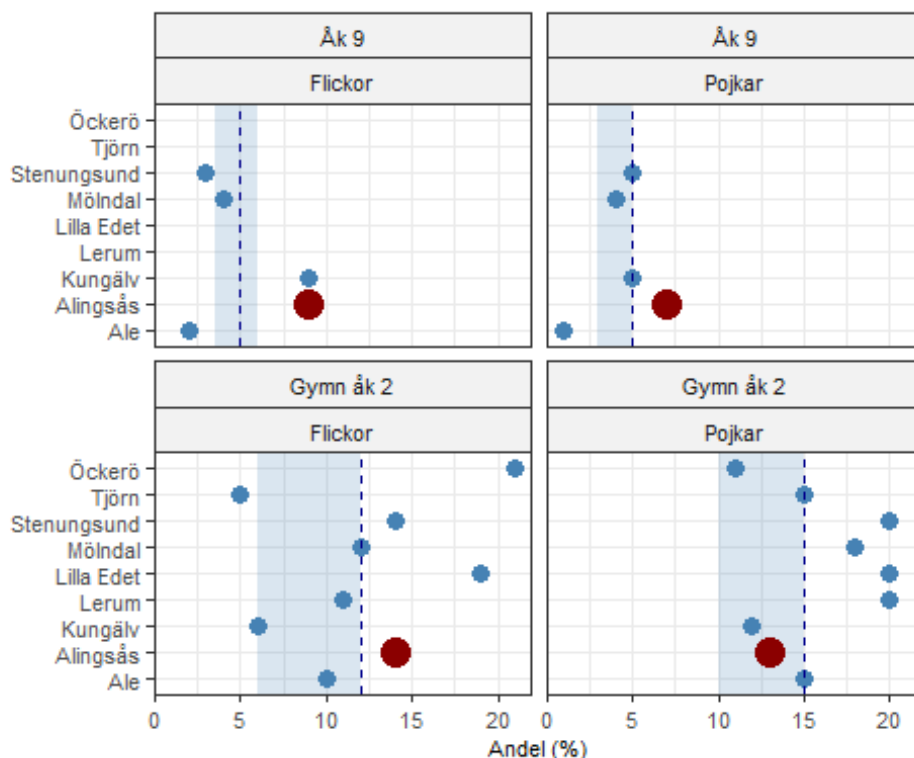 Åk 9
Åk 9
Flickor
Pojkar
Öckerö
Tjörn
Stenungsund
Mölndal
Lilla Edet
Lerum
Kungälv
Alingsås
Ale
Gymn åk 2
Gymn åk 2
Flickor
Pojkar
Öckerö
Tjörn
Stenungsund
Mölndal
Lilla Edet
Lerum
Kungälv
Alingsås
Ale
0 5 10 15 20 0 5 10 15 20
Andel (%)